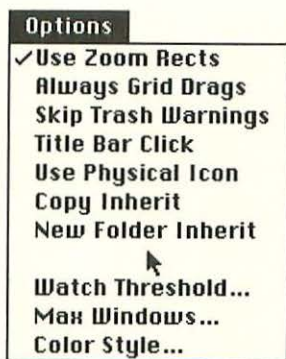 Options
✓Use Zoom Rects
Always Grid Drags
Skip Trash Warnings
Title Bar Click
Use Physical Icon
Copy Inherit
New Folder Inherit
Watch Threshold...
Max Windows...
Color Style...